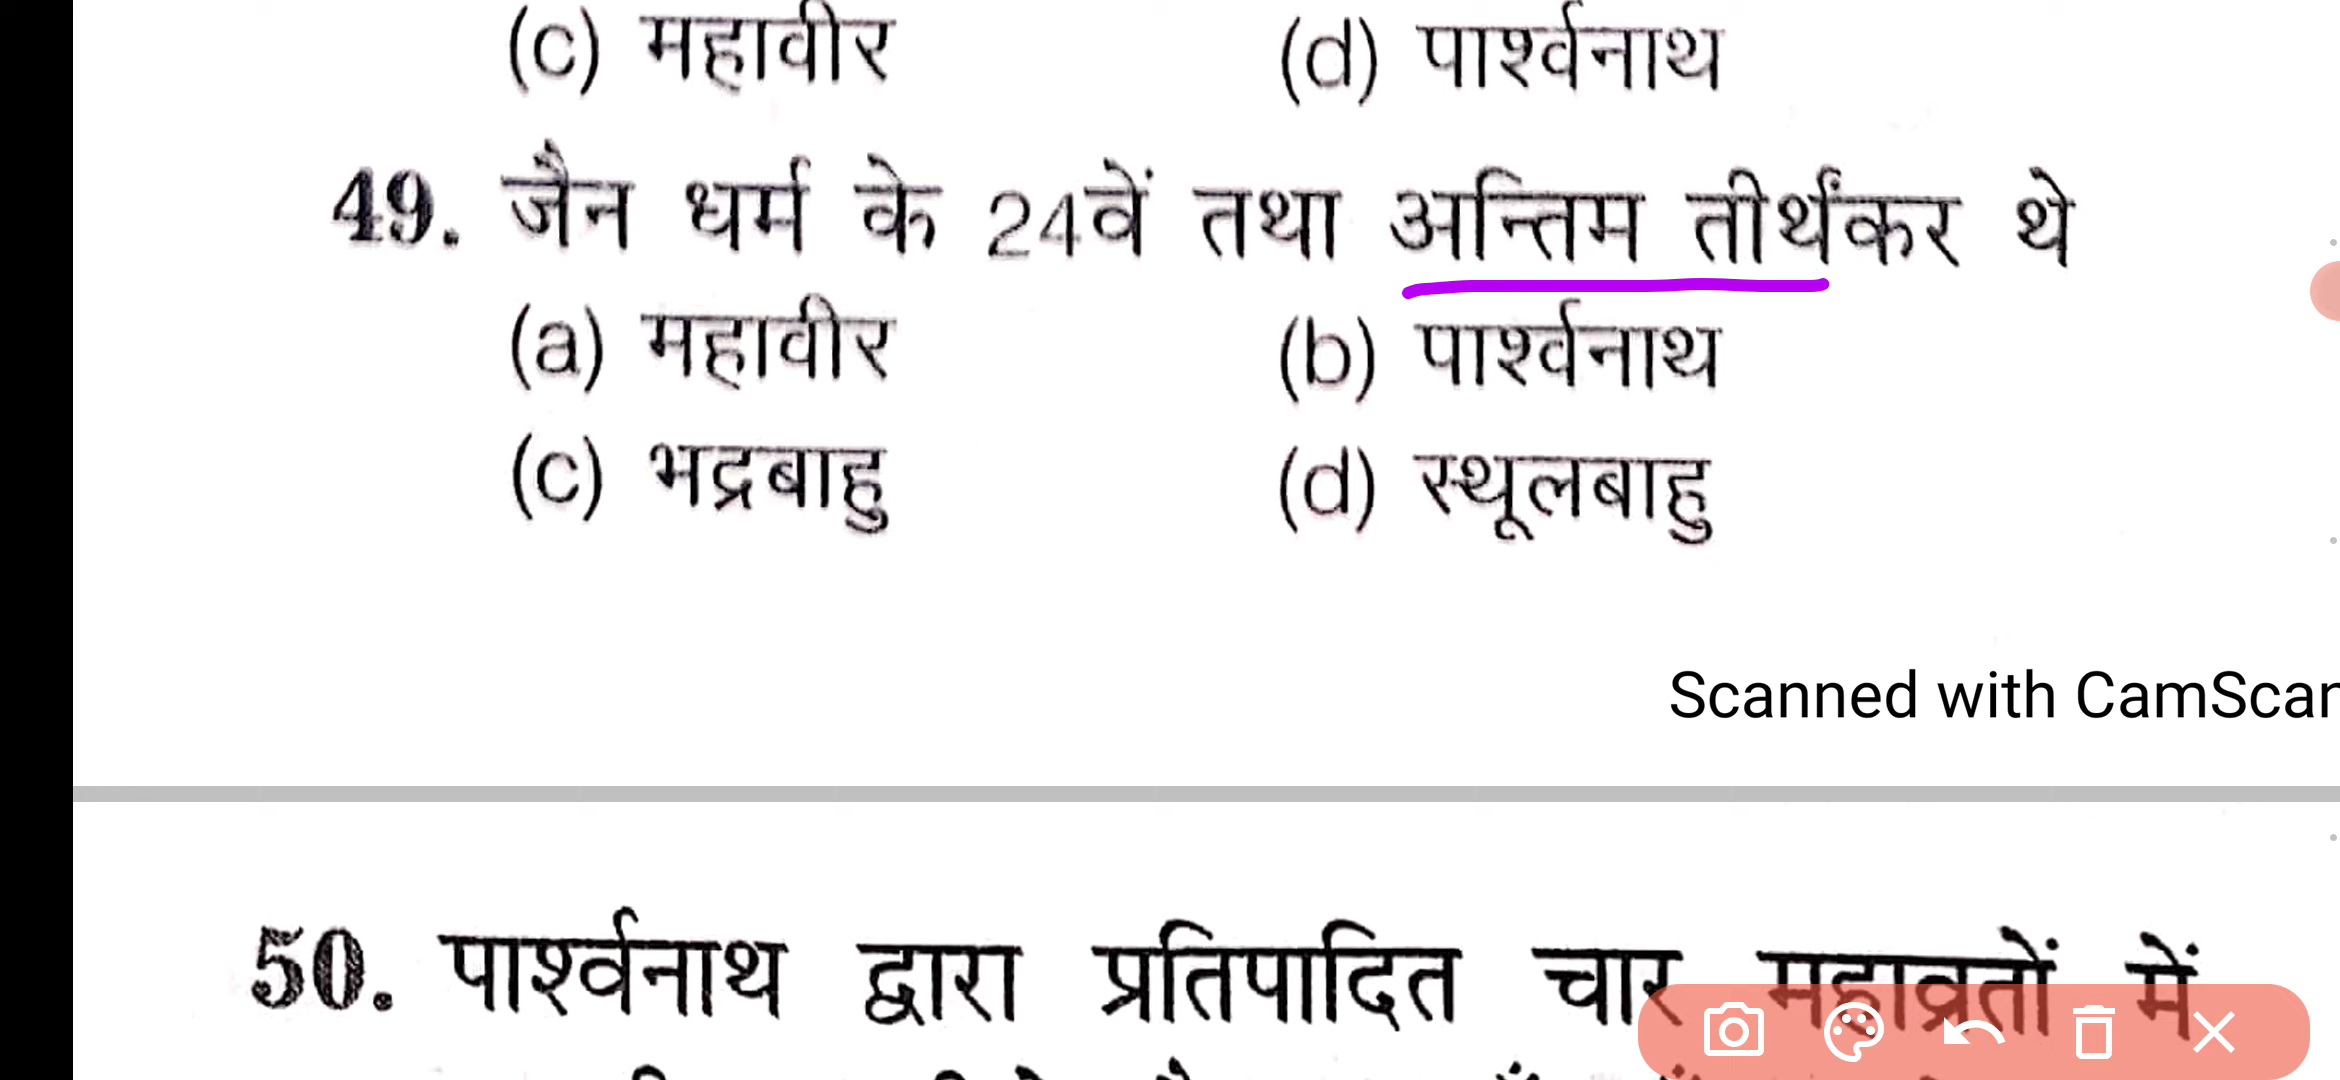 (c) महावीर (d) पार्श्वनाथ
49. जैन धर्म के 24वें तथा अन्तिम तीर्थंकर थे
(a) महावीर (b) पार्श्वनाथ
(c) भद्रबाहु (d) स्थूलबाहु
Scanned with CamScan
50. पार्श्वनाथ द्वारा प्रतिपादित चार महाव्रतों में